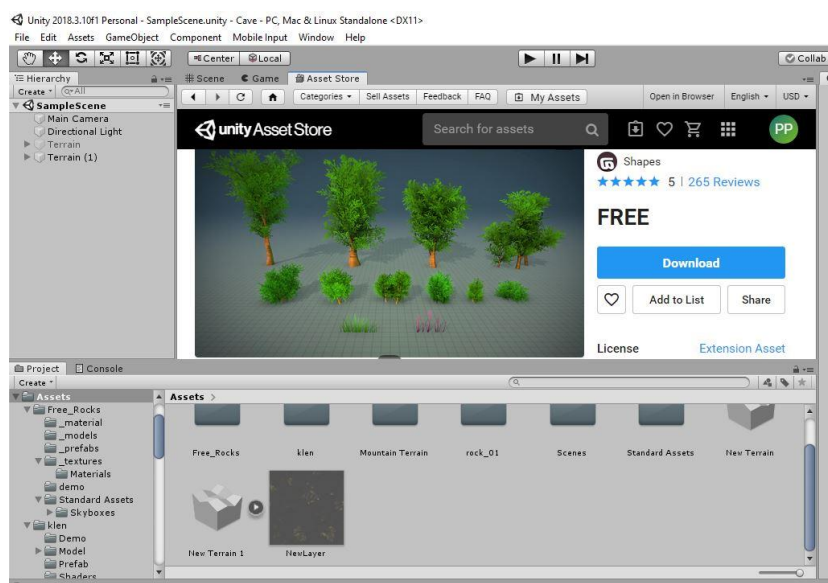 Unity 2018.3.10f1 Personal - SampleScene.unity - Cave - PC, Mac & Linux Standalone <DX11>
File Edit Assets GameObject Component Mobile Input Window Help
Center Local Collab
Hierarchy Scene Game Asset Store
Create All Categories Sell Assets Feedback FAQ My Assets Open in Browser English USD
SampleScene
Main Camera
Directional Light
Terrain
Terrain (1)
unity Asset Store Search for assets PP
Shapes
5 | 265 Reviews
FREE
Download
Add to List Share
License Extension Asset
Project Console
Create
Assets
Free_Rocks
_material
_models
_prefabs
_textures
Materials
demo
Standard Assets
Skyboxes
klen
Demo
Model
Prefab
Shaders
Assets >
Free_Rocks klen Mountain Terrain rock_01 Scenes Standard Assets New Terrain
New Terrain 1 NewLayer